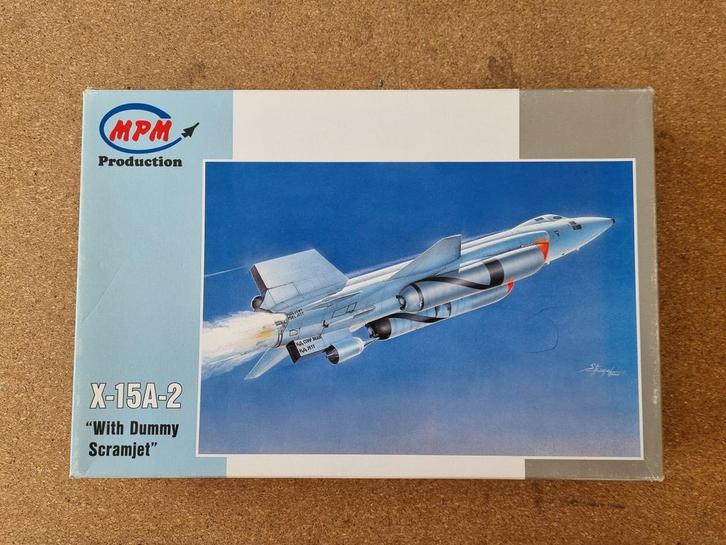 MPM
Production
X-15A-2
"With Dummy
Scramjet"